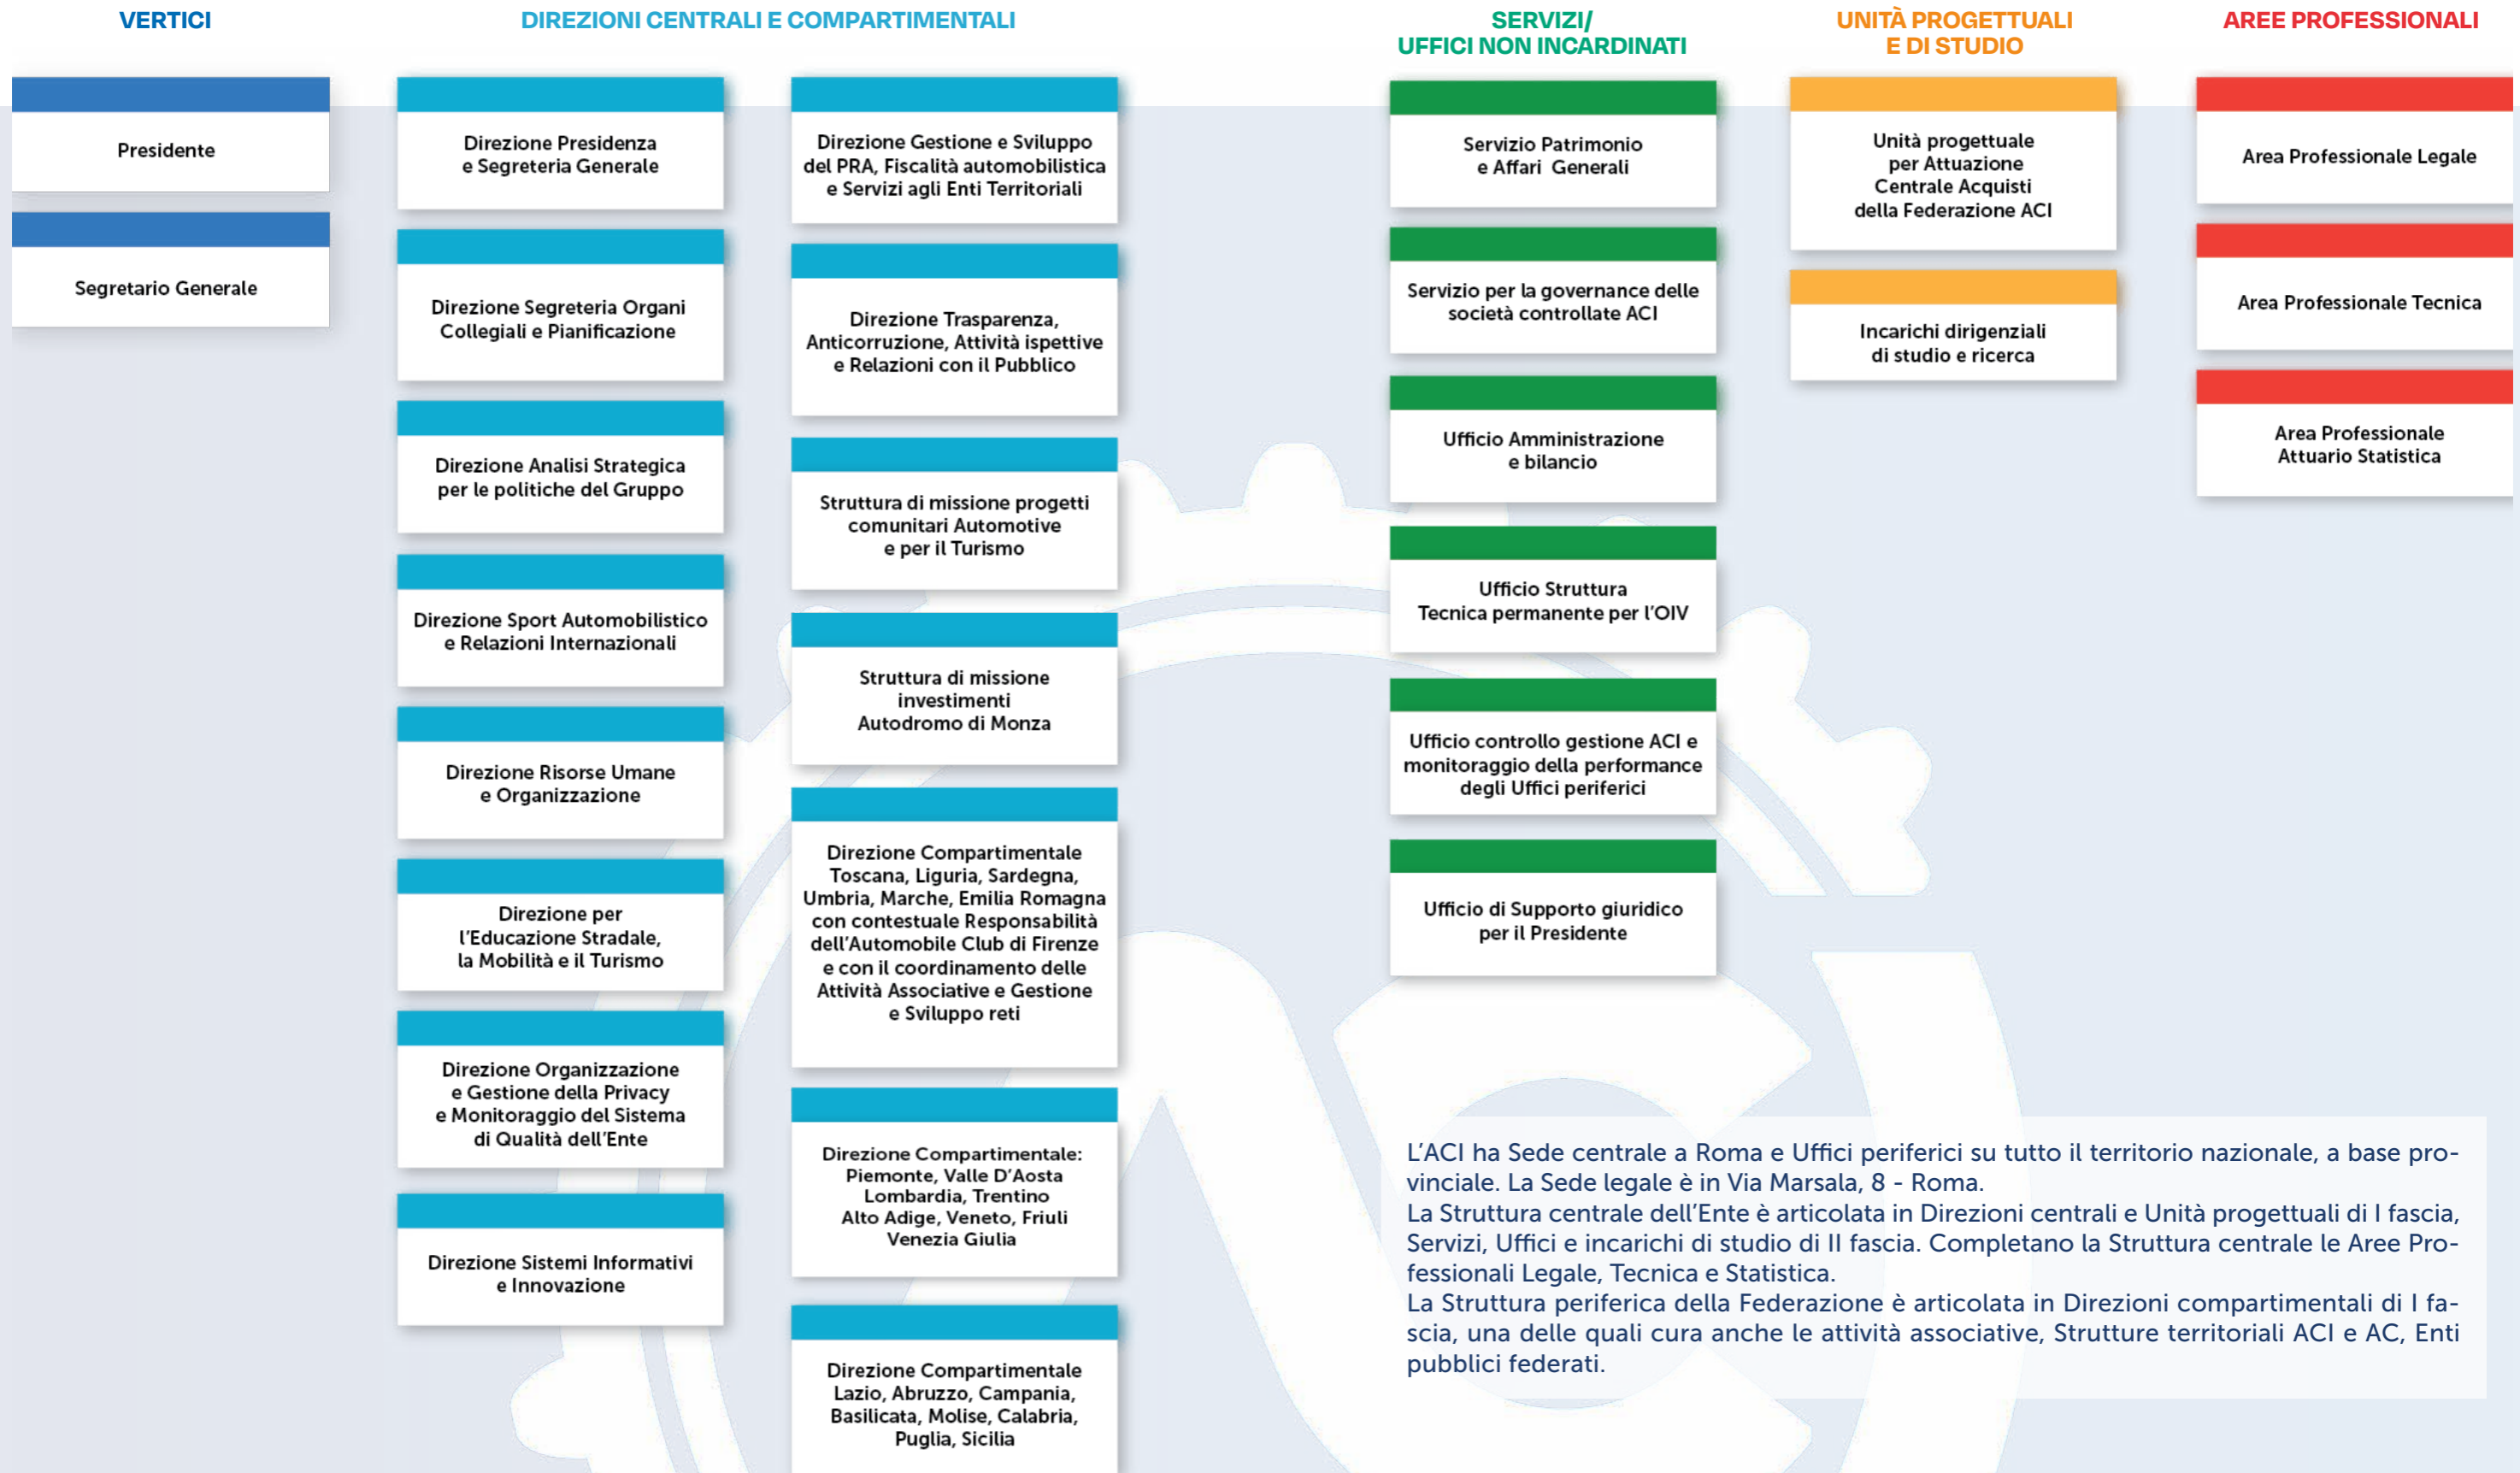 VERTICI
Presidente
Segretario Generale
DIREZIONI CENTRALI E COMPARTIMENTALI
Direzione Presidenza
e Segreteria Generale
Direzione Segreteria Organi
Collegiali e Pianificazione
Direzione Analisi Strategica
per le politiche del Gruppo
Direzione Sport Automobilistico
e Relazioni Internazionali
Direzione Risorse Umane
e Organizzazione
Direzione per
l'Educazione Stradale,
la Mobilità e il Turismo
Direzione Organizzazione
e Gestione della Privacy
e Monitoraggio del Sistema
di Qualità dell'Ente
Direzione Sistemi Informativi
e Innovazione
Direzione Gestione e Sviluppo
del PRA, Fiscalità automobilistica
e Servizi agli Enti Territoriali
Direzione Trasparenza,
Anticorruzione, Attività ispettive
e Relazioni con il Pubblico
Struttura di missione progetti
comunitari Automotive
e per il Turismo
Struttura di missione
investimenti
Autodromo di Monza
Direzione Compartimentale
Toscana, Liguria, Sardegna,
Umbria, Marche, Emilia Romagna
con contestuale Responsabilità
dell'Automobile Club di Firenze
e con il coordinamento delle
Attività Associative e Gestione
e Sviluppo reti
Direzione Compartimentale:
Piemonte, Valle D'Aosta
Lombardia, Trentino
Alto Adige, Veneto, Friuli
Venezia Giulia
Direzione Compartimentale
Lazio, Abruzzo, Campania,
Basilicata, Molise, Calabria,
Puglia, Sicilia
SERVIZI/
UFFICI NON INCARDINATI
Servizio Patrimonio
e Affari Generali
Servizio per la governance delle
società controllate ACI
Ufficio Amministrazione
e bilancio
Ufficio Struttura
Tecnica permanente per l'OIV
Ufficio controllo gestione ACI e
monitoraggio della performance
degli Uffici periferici
Ufficio di Supporto giuridico
per il Presidente
UNITÀ PROGETTUALI
E DI STUDIO
Unità progettuale
per Attuazione
Centrale Acquisti
della Federazione ACI
Incarichi dirigenziali
di studio e ricerca
AREE PROFESSIONALI
Area Professionale Legale
Area Professionale Tecnica
Area Professionale
Attuario Statistica
L'ACI ha Sede centrale a Roma e Uffici periferici su tutto il territorio nazionale, a base pro-
vinciale. La Sede legale è in Via Marsala, 8 - Roma.
La Struttura centrale dell'Ente è articolata in Direzioni centrali e Unità progettuali di I fascia,
Servizi, Uffici e incarichi di studio di II fascia. Completano la Struttura centrale le Aree Pro-
fessionali Legale, Tecnica e Statistica.
La Struttura periferica della Federazione è articolata in Direzioni compartimentali di I fa-
scia, una delle quali cura anche le attività associative, Strutture territoriali ACI e AC, Enti
pubblici federati.